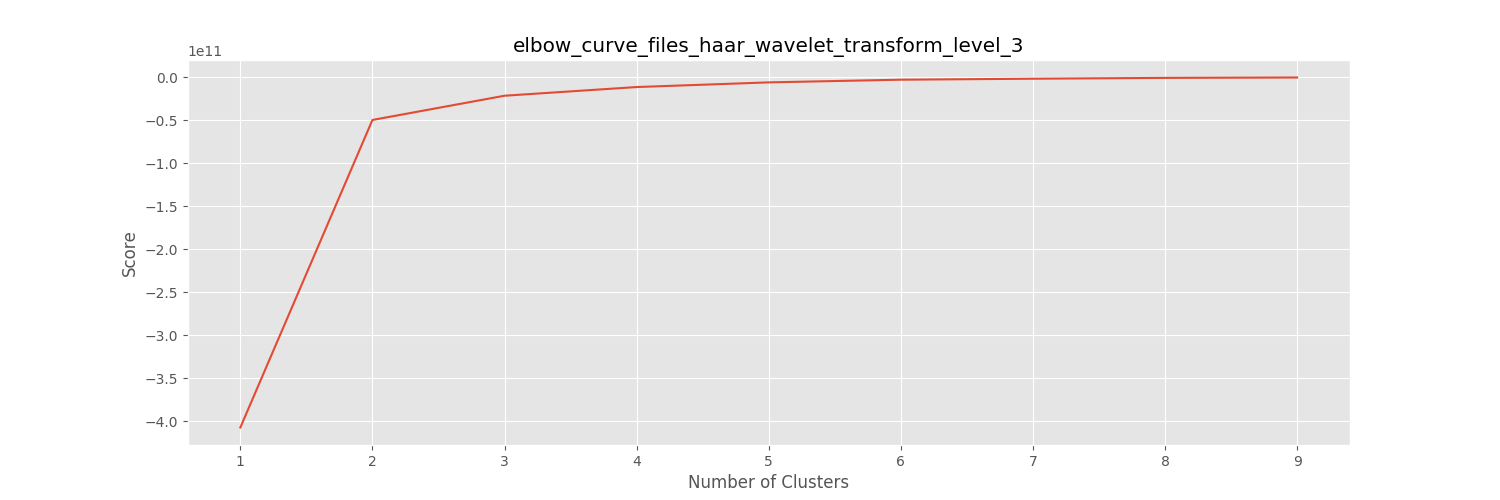 elbow_curve_files_haar_wavelet_transform_level_3
1e11
0.0
−0.5
−1.0
−1.5
−2.0
−2.5
−3.0
−3.5
−4.0
Score
1 2 3 4 5 6 7 8 9
Number of Clusters